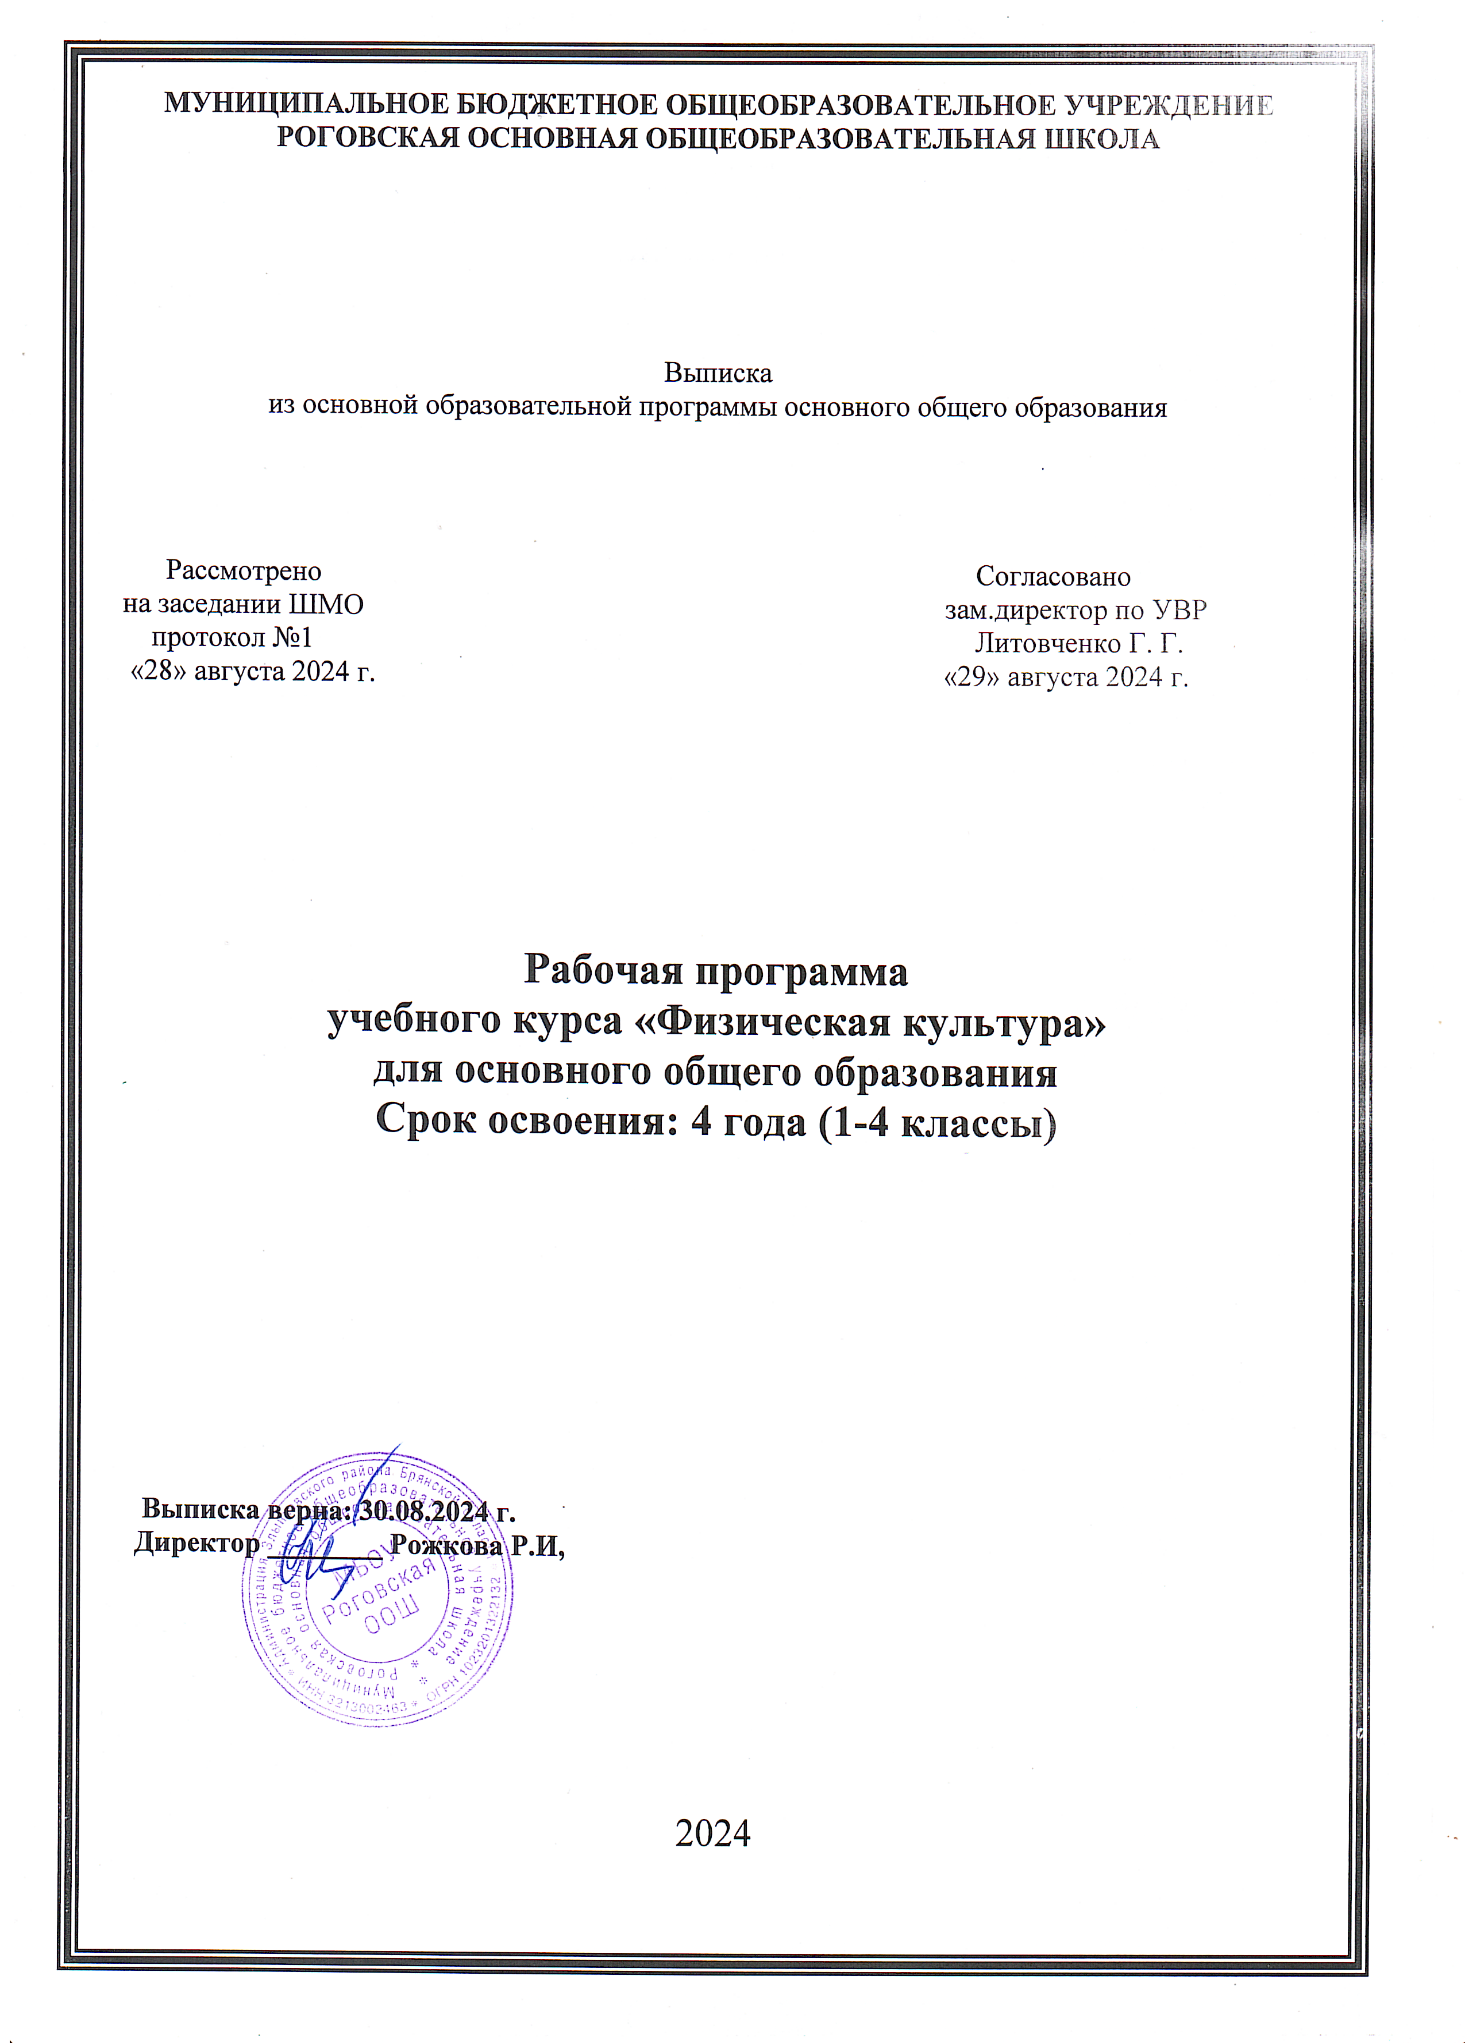 МУНИЦИПАЛЬНОЕ БЮДЖЕТНОЕ ОБЩЕОБРАЗОВАТЕЛЬНОЕ УЧРЕЖДЕНИЕ
РОГОВСКАЯ ОСНОВНАЯ ОБЩЕОБРАЗОВАТЕЛЬНАЯ ШКОЛА
Выписка
из основной образовательной программы основного общего образования
Рассмотрено
на заседании ШМО
протокол №1
«28» августа 2024 г.
Согласовано
зам.директор по УВР
Литовченко Г. Г.
«29» августа 2024 г.
Рабочая программа
учебного курса «Физическая культура»
для основного общего образования
Срок освоения: 4 года (1-4 классы)
Выписка верна: 30.08.2024 г.
Директор ________ Рожкова Р.И,
МБОУ
Роговская
ООШ
2024